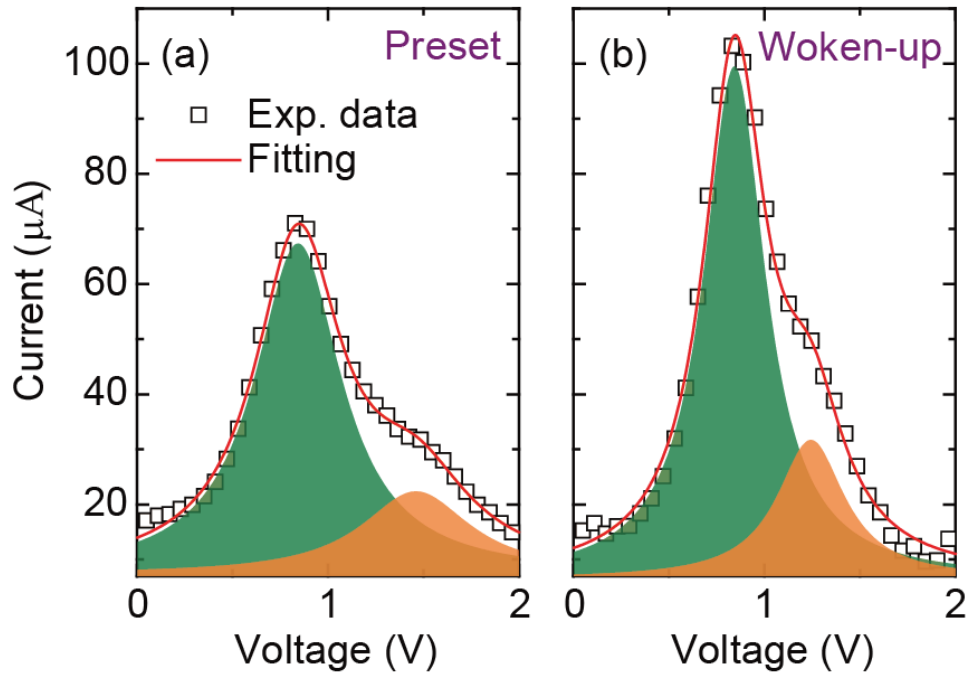 (a) Preset
Exp. data
Fitting
(b) Woken-up
Current (μA)
100
80
60
40
20
0 1 2
0 1 2
Voltage (V)
Voltage (V)